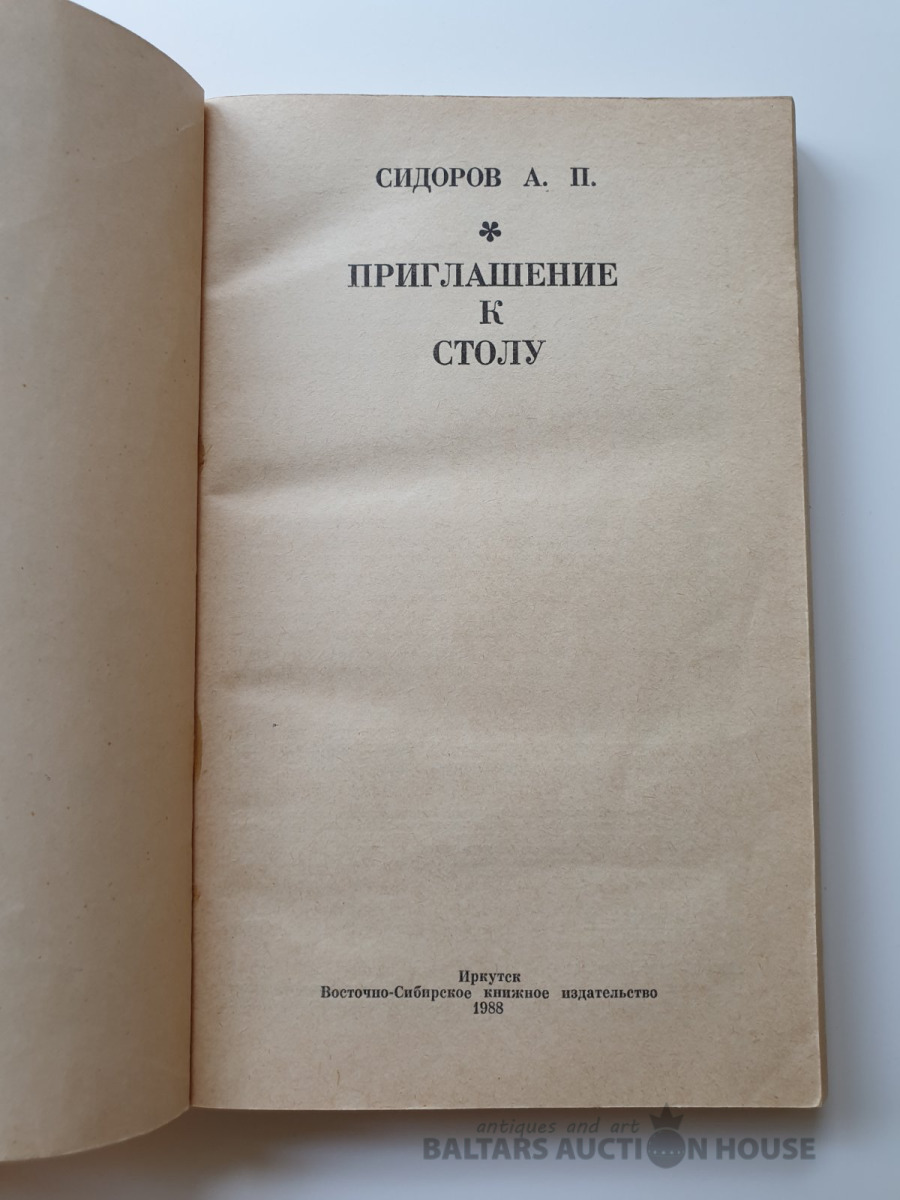 СИДОРОВ А. П.
*
ПРИГЛАШЕНИЕ
К
СТОЛУ
Иркутск
Восточно-Сибирское книжное издательство
1988
antiques and art
BALTARS AUCTION HOUSE